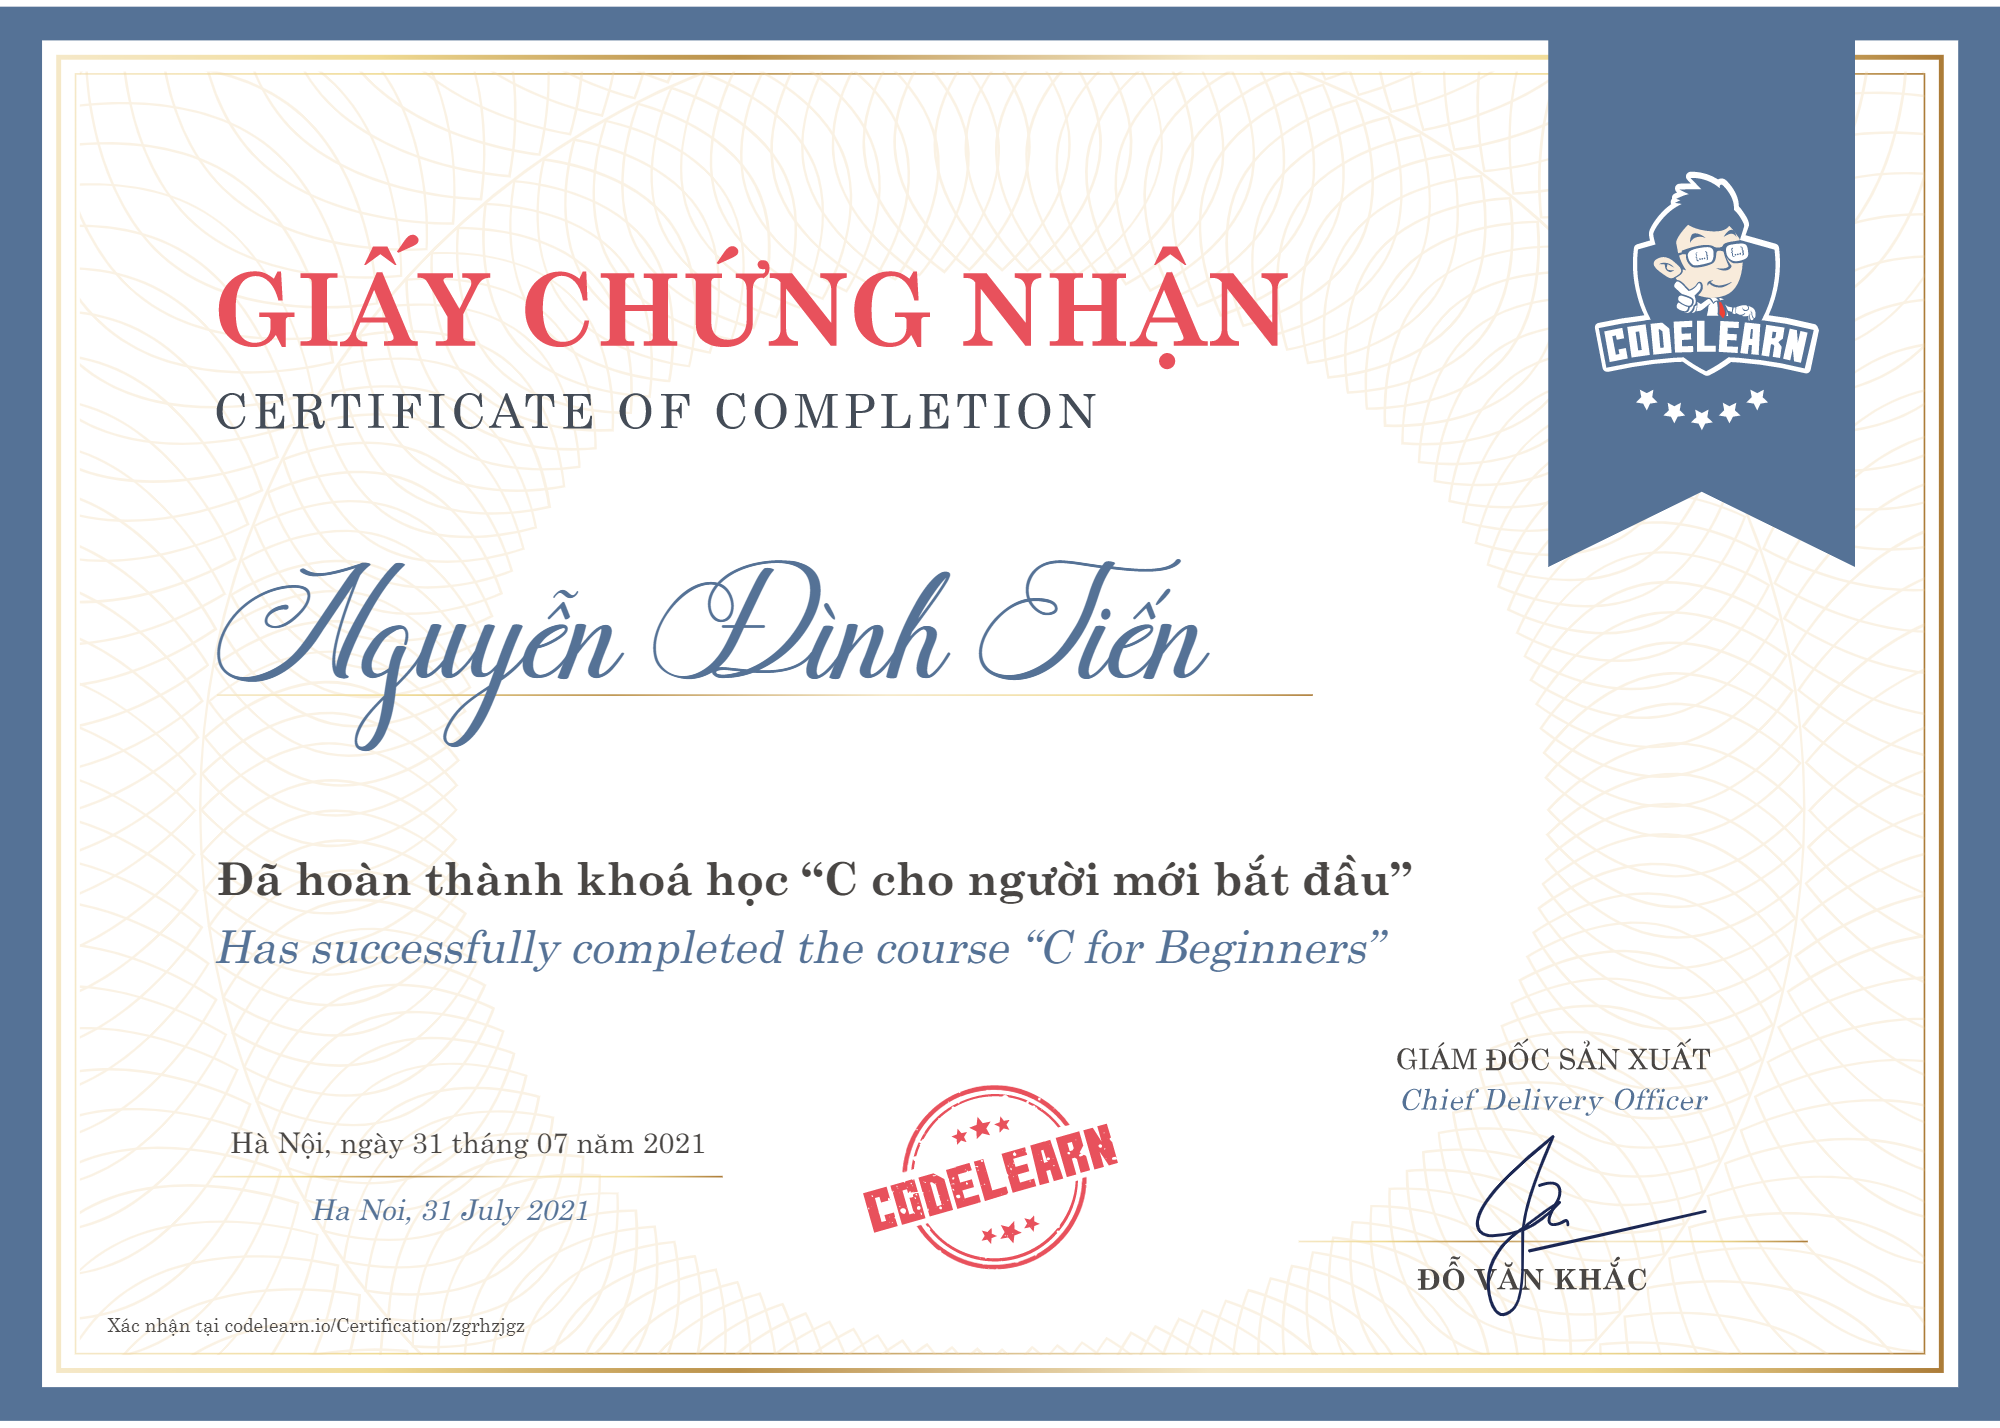 GIẤY CHỨNG NHẬN
CERTIFICATE OF COMPLETION
CODELEARN
Nguyễn Đình Tiến
Đã hoàn thành khoá học “C cho người mới bắt đầu”
Has successfully completed the course “C for Beginners”
GIÁM ĐỐC SẢN XUẤT
Chief Delivery Officer
Hà Nội, ngày 31 tháng 07 năm 2021
Ha Noi, 31 July 2021
CODELEARN
ĐỖ VĂN KHẮC
Xác nhận tại codelearn.io/Certification/zgrhzjgz